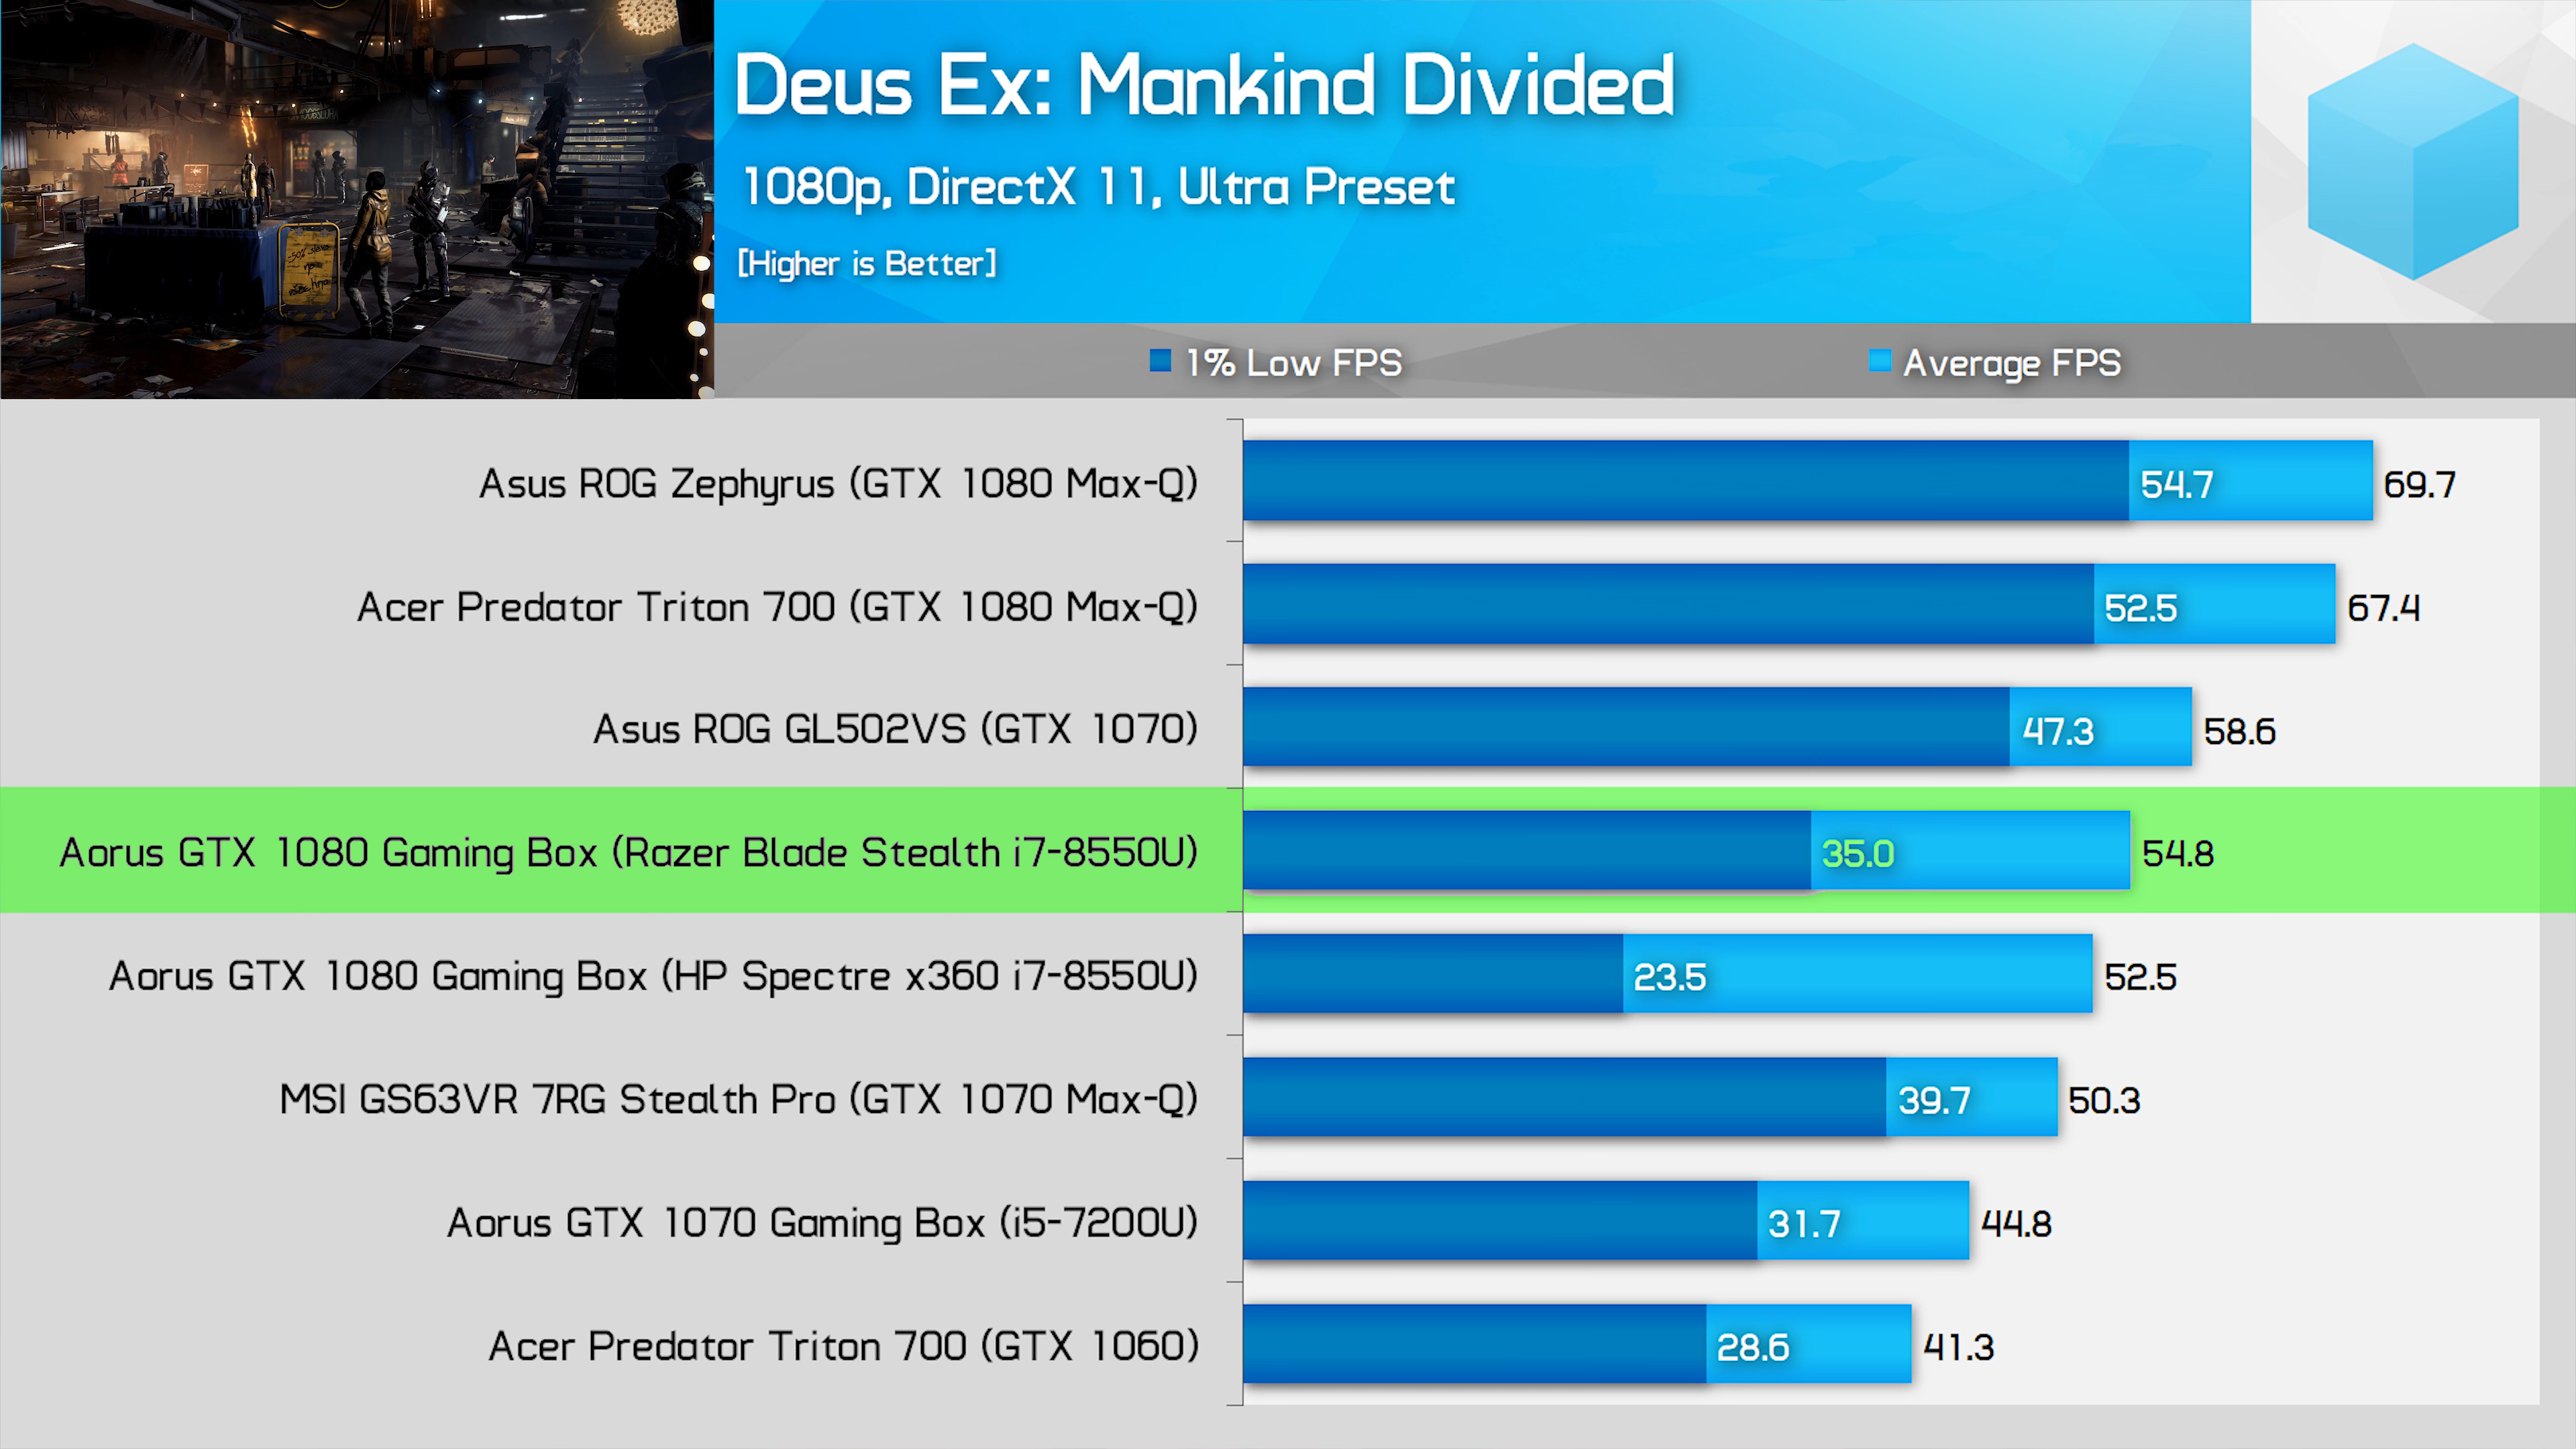 Deus Ex: Mankind Divided
1080p, DirectX 11, Ultra Preset
[Higher is Better]
1% Low FPS
Average FPS
Asus ROG Zephyrus (GTX 1080 Max-Q)
54.7
69.7
Acer Predator Triton 700 (GTX 1080 Max-Q)
52.5
67.4
Asus ROG GL502VS (GTX 1070)
47.3
58.6
Aorus GTX 1080 Gaming Box (Razer Blade Stealth i7-8550U)
35.0
54.8
Aorus GTX 1080 Gaming Box (HP Spectre x360 i7-8550U)
23.5
52.5
MSI GS63VR 7RG Stealth Pro (GTX 1070 Max-Q)
39.7
50.3
Aorus GTX 1070 Gaming Box (i5-7200U)
31.7
44.8
Acer Predator Triton 700 (GTX 1060)
28.6
41.3